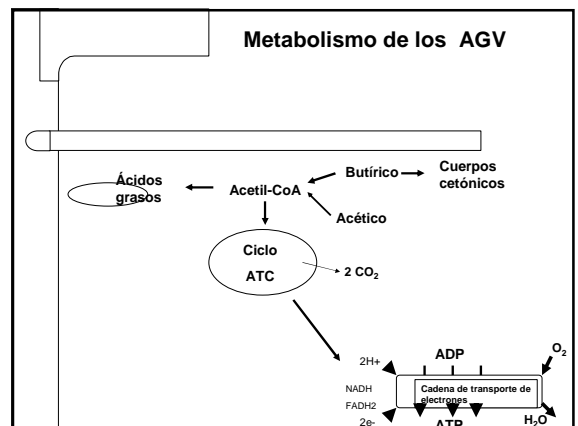 Metabolismo de los AGV
Butírico
Cuerpos
cetónicos
Ácidos
grasos
Acetil-CoA
Acético
Ciclo
ATC
2 CO₂
2H+
ADP
O₂
NADH
Cadena de transporte de
electrones
FADH2
2e-
ATP
H₂O